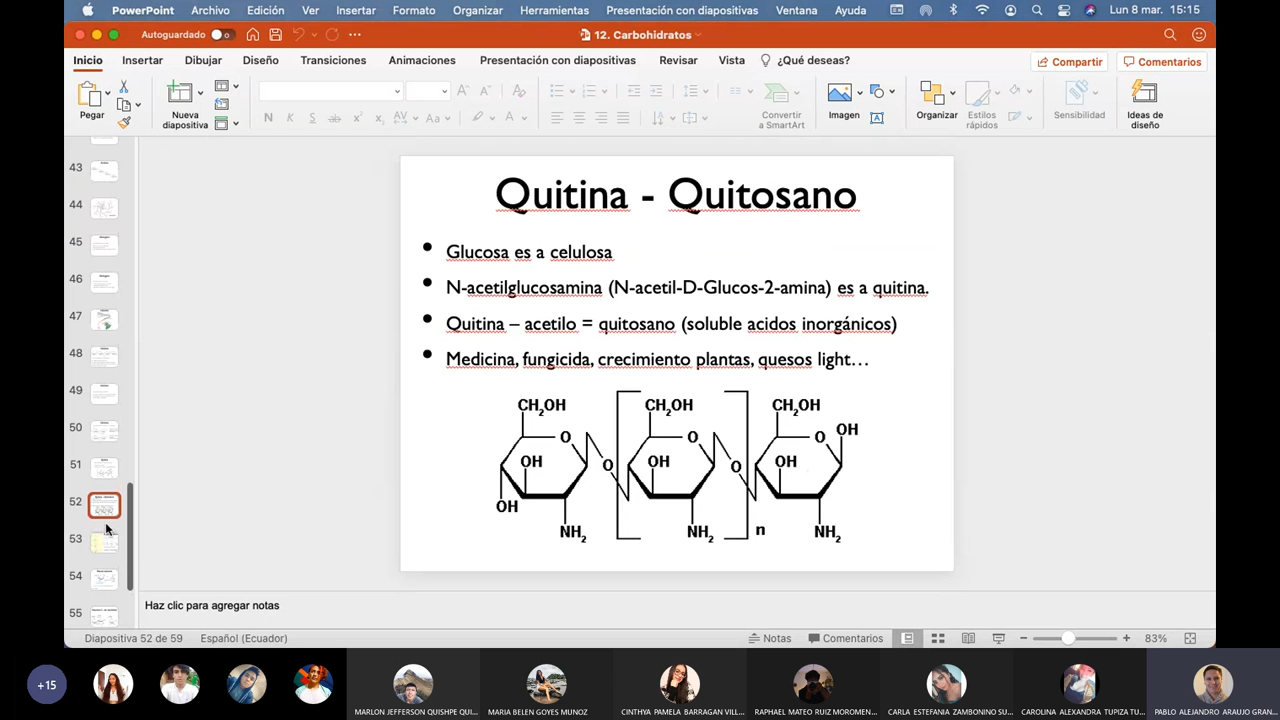 PowerPoint Archivo Edición Ver Insertar Formato Organizar Herramientas Presentación con diapositivas Ventana Ayuda Lun 8 mar. 15:15
Autoguardado 12. Carbohidratos
Inicio Insertar Dibujar Diseño Transiciones Animaciones Presentación con diapositivas Revisar Vista ¿Qué deseas? Compartir Comentarios
Pegar Nueva diapositiva Convertir a SmartArt Imagen Organizar Estilos rápidos Sensibilidad Ideas de diseño
43
44
45
46
47
48
49
50
51
52
53
54
55
Quitina - Quitosano
• Glucosa es a celulosa
• N-acetilglucosamina (N-acetil-D-Glucos-2-amina) es a quitina.
• Quitina – acetilo = quitosano (soluble acidos inorgánicos)
• Medicina, fungicida, crecimiento plantas, quesos light…
CH2OH CH2OH CH2OH
O O O OH
OH O OH O OH
OH
NH2 NH2 n NH2
Haz clic para agregar notas
Diapositiva 52 de 59 Español (Ecuador) Notas Comentarios 83%
+15
MARLON JEFFERSON QUISHPE QUI... MARIA BELEN GOYES MUNOZ CINTHYA PAMELA BARRAGAN VILL... RAPHAEL MATEO RUIZ MOROMEN... CARLA ESTEFANIA ZAMBONINO SU... CAROLINA ALEXANDRA TUPIZA TU... PABLO ALEJANDRO ARAUJO GRAN...